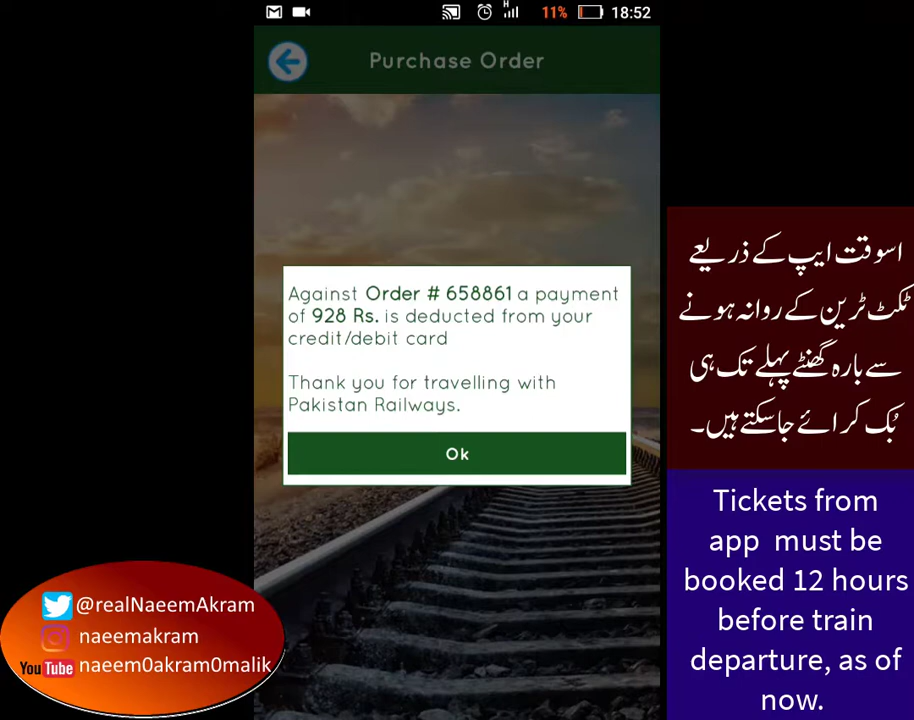 H
11%
18:52
Purchase Order
Against Order # 658861 a payment
of 928 Rs. is deducted from your
credit/debit card
Thank you for travelling with
Pakistan Railways.
Ok
اسوقت ایپ کے ذریعے
ٹکٹ ٹرین کے روانہ ہونے
سے بارہ گھنٹے پہلے تک ہی
بُک کرائے جاسکتے ہیں۔
Tickets from
app must be
booked 12 hours
before train
departure, as of
now.
@realNaeemAkram
naeemakram
YouTube naeem0akram0malik